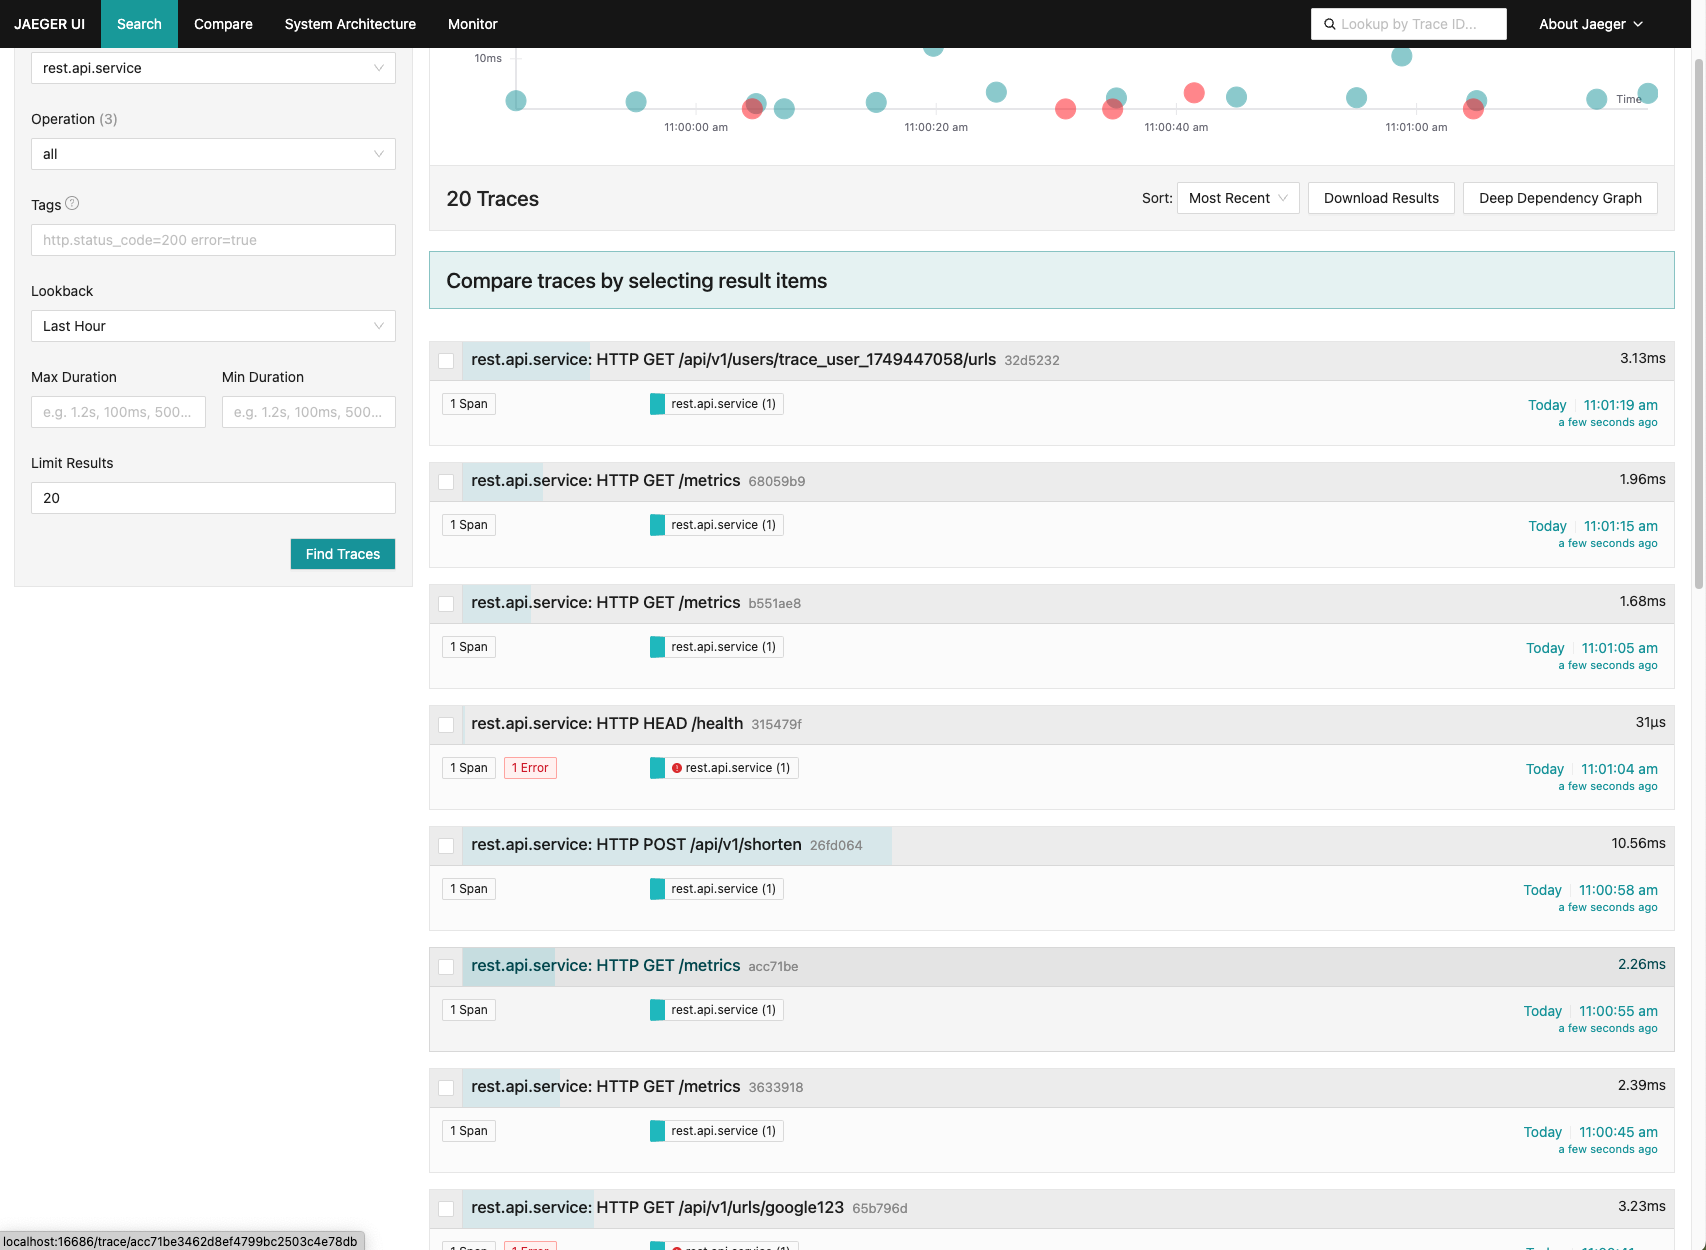 JAEGER UI Search Compare System Architecture Monitor Lookup by Trace ID... About Jaeger
rest.api.service
Operation (3)
all
Tags
http.status_code=200 error=true
Lookback
Last Hour
Max Duration Min Duration
e.g. 1.2s, 100ms, 500... e.g. 1.2s, 100ms, 500...
Limit Results
20
Find Traces
10ms
Time
11:00:00 am 11:00:20 am 11:00:40 am 11:01:00 am
20 Traces Sort: Most Recent Download Results Deep Dependency Graph
Compare traces by selecting result items
rest.api.service: HTTP GET /api/v1/users/trace_user_1749447058/urls 32d5232 3.13ms
1 Span rest.api.service (1) Today 11:01:19 am
a few seconds ago
rest.api.service: HTTP GET /metrics 68059b9 1.96ms
1 Span rest.api.service (1) Today 11:01:15 am
a few seconds ago
rest.api.service: HTTP GET /metrics b551ae8 1.68ms
1 Span rest.api.service (1) Today 11:01:05 am
a few seconds ago
rest.api.service: HTTP HEAD /health 315479f 31μs
1 Span 1 Error rest.api.service (1) Today 11:01:04 am
a few seconds ago
rest.api.service: HTTP POST /api/v1/shorten 26fd064 10.56ms
1 Span rest.api.service (1) Today 11:00:58 am
a few seconds ago
rest.api.service: HTTP GET /metrics acc71be 2.26ms
1 Span rest.api.service (1) Today 11:00:55 am
a few seconds ago
rest.api.service: HTTP GET /metrics 3633918 2.39ms
1 Span rest.api.service (1) Today 11:00:45 am
a few seconds ago
rest.api.service: HTTP GET /api/v1/urls/google123 65b796d 3.23ms
1 Span 1 Error rest.api.service (1)
localhost:16686/trace/acc71be3462d8ef4799bc2503c4e78db